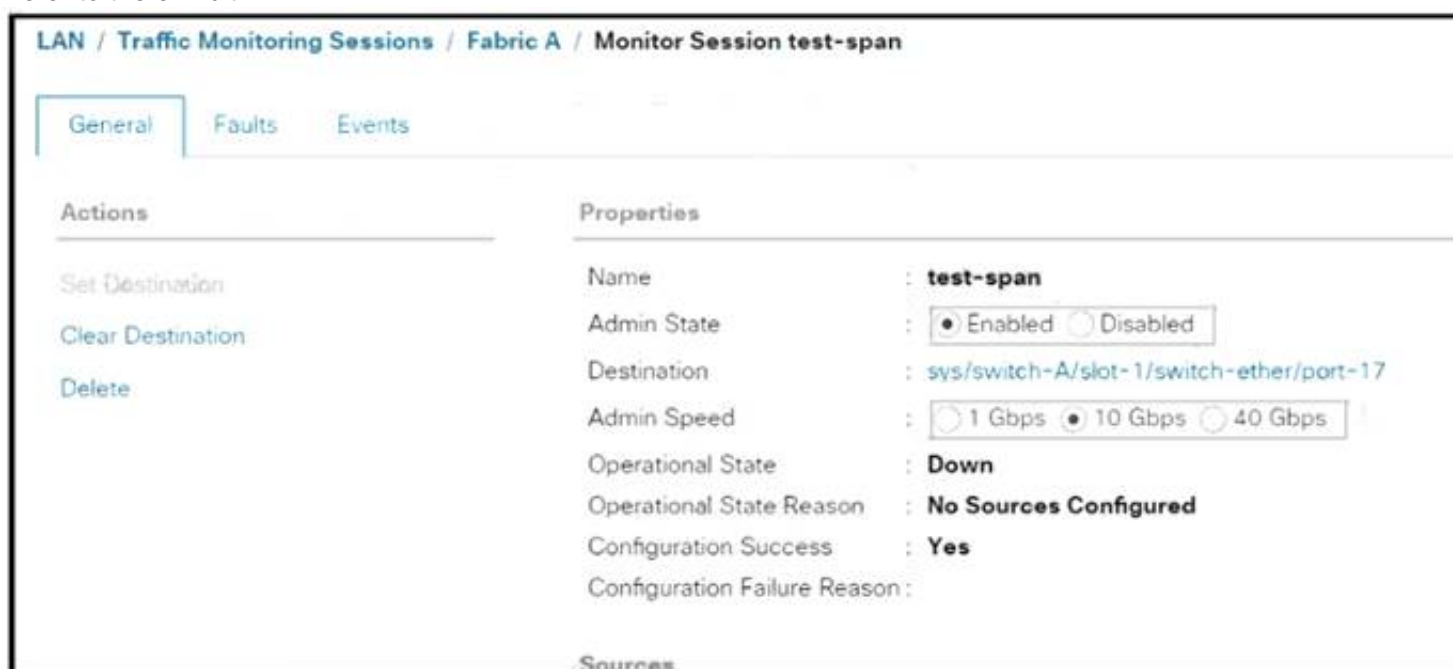 LAN / Traffic Monitoring Sessions / Fabric A / Monitor Session test-span
General Faults Events
Actions
Set Destination
Clear Destination
Delete
Properties
Name : test-span
Admin State : Enabled Disabled
Destination : sys/switch-A/slot-1/switch-ether/port-17
Admin Speed : 1 Gbps 10 Gbps 40 Gbps
Operational State : Down
Operational State Reason : No Sources Configured
Configuration Success : Yes
Configuration Failure Reason :
Sources